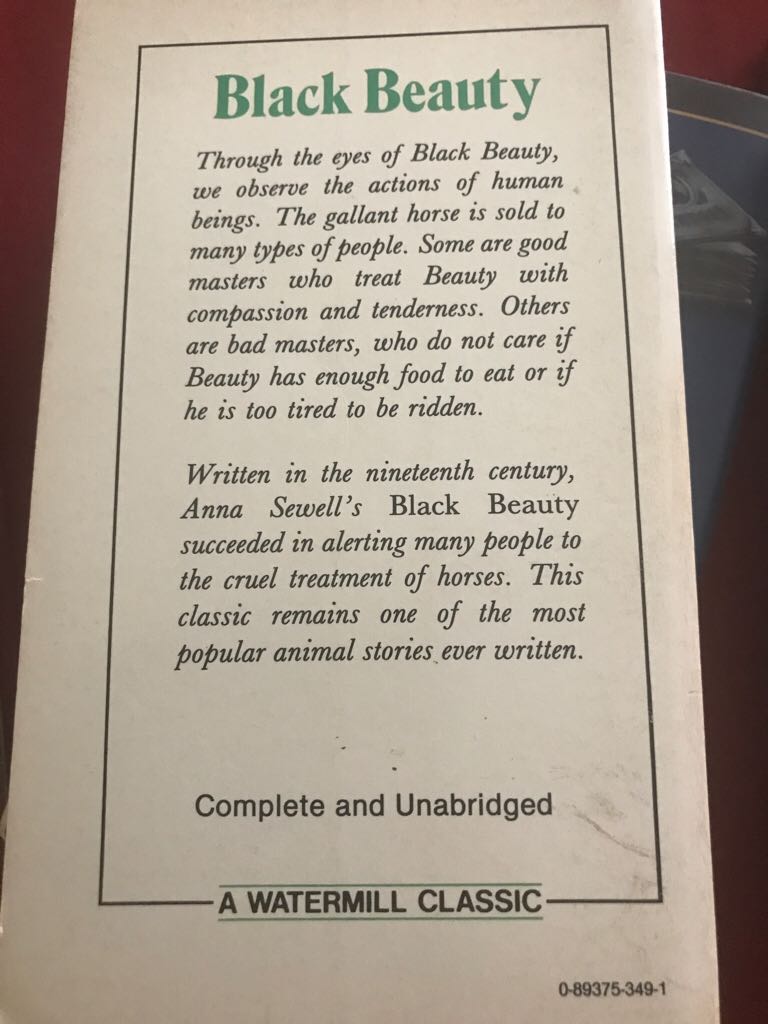 Black Beauty
Through the eyes of Black Beauty,
we observe the actions of human
beings. The gallant horse is sold to
many types of people. Some are good
masters who treat Beauty with
compassion and tenderness. Others
are bad masters, who do not care if
Beauty has enough food to eat or if
he is too tired to be ridden.
Written in the nineteenth century,
Anna Sewell's Black Beauty
succeeded in alerting many people to
the cruel treatment of horses. This
classic remains one of the most
popular animal stories ever written.
Complete and Unabridged
A WATERMILL CLASSIC
0-89375-349-1